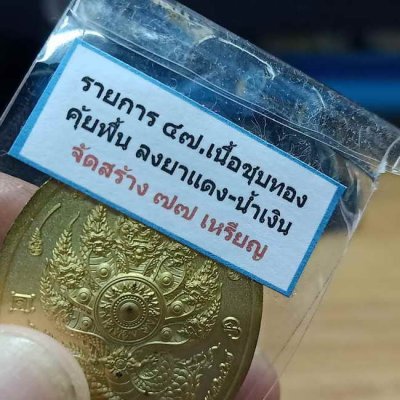 รายการ ๔๗.เนื้อชุบทอง
คุ้ยพื้น ลงยาแดง-น้ำเงิน
จัดสร้าง ๗๗ เหรียญ